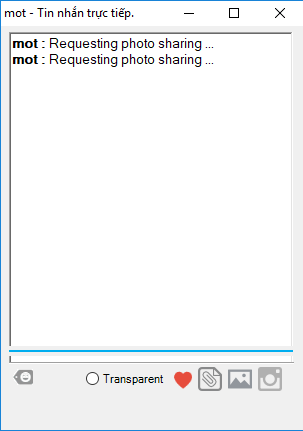 mot - Tin nhắn trực tiếp.
mot : Requesting photo sharing ...
mot : Requesting photo sharing ...
Transparent